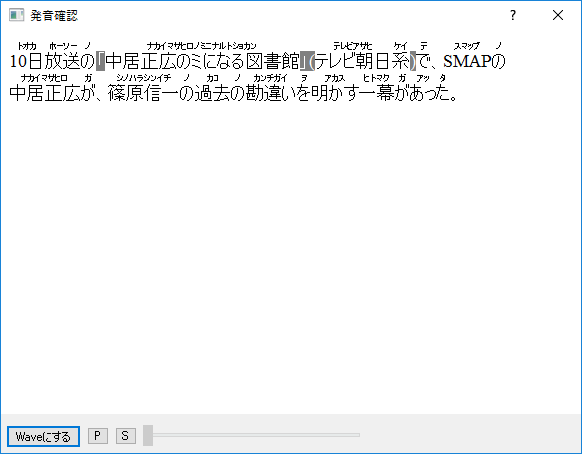 発音確認
トオカ ホーソー ノ ナカイマサヒロノミニナルトショカン テレビアサヒ ケイ デ スマップ ノ
10日放送の『中居正広のミになる図書館』(テレビ朝日系)で、SMAPの
ナカイマサヒロ ガ シノハラシンイチ ノ カコ ノ カンチガイ ヲ アカス ヒトマク ガ アッ タ
中居正広が、篠原信一の過去の勘違いを明かす一幕があった。
Waveにする P S